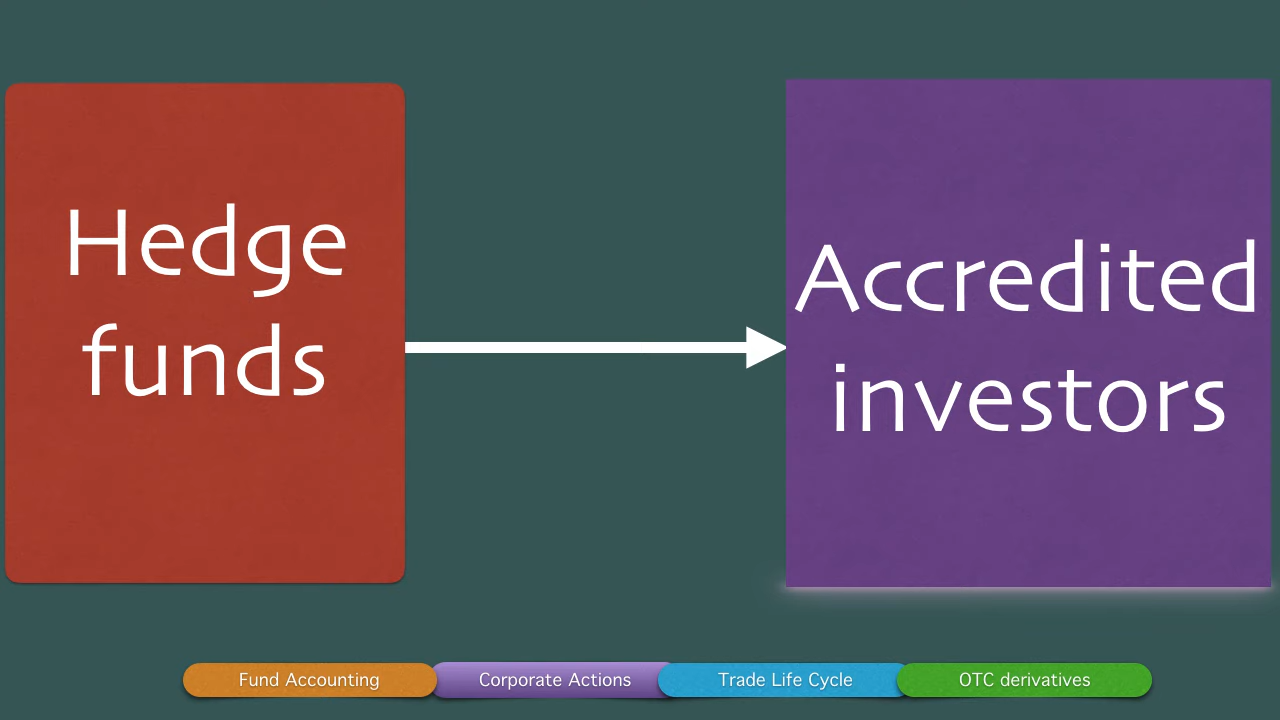 Hedge
funds
Accredited
investors
Fund Accounting
Corporate Actions
Trade Life Cycle
OTC derivatives